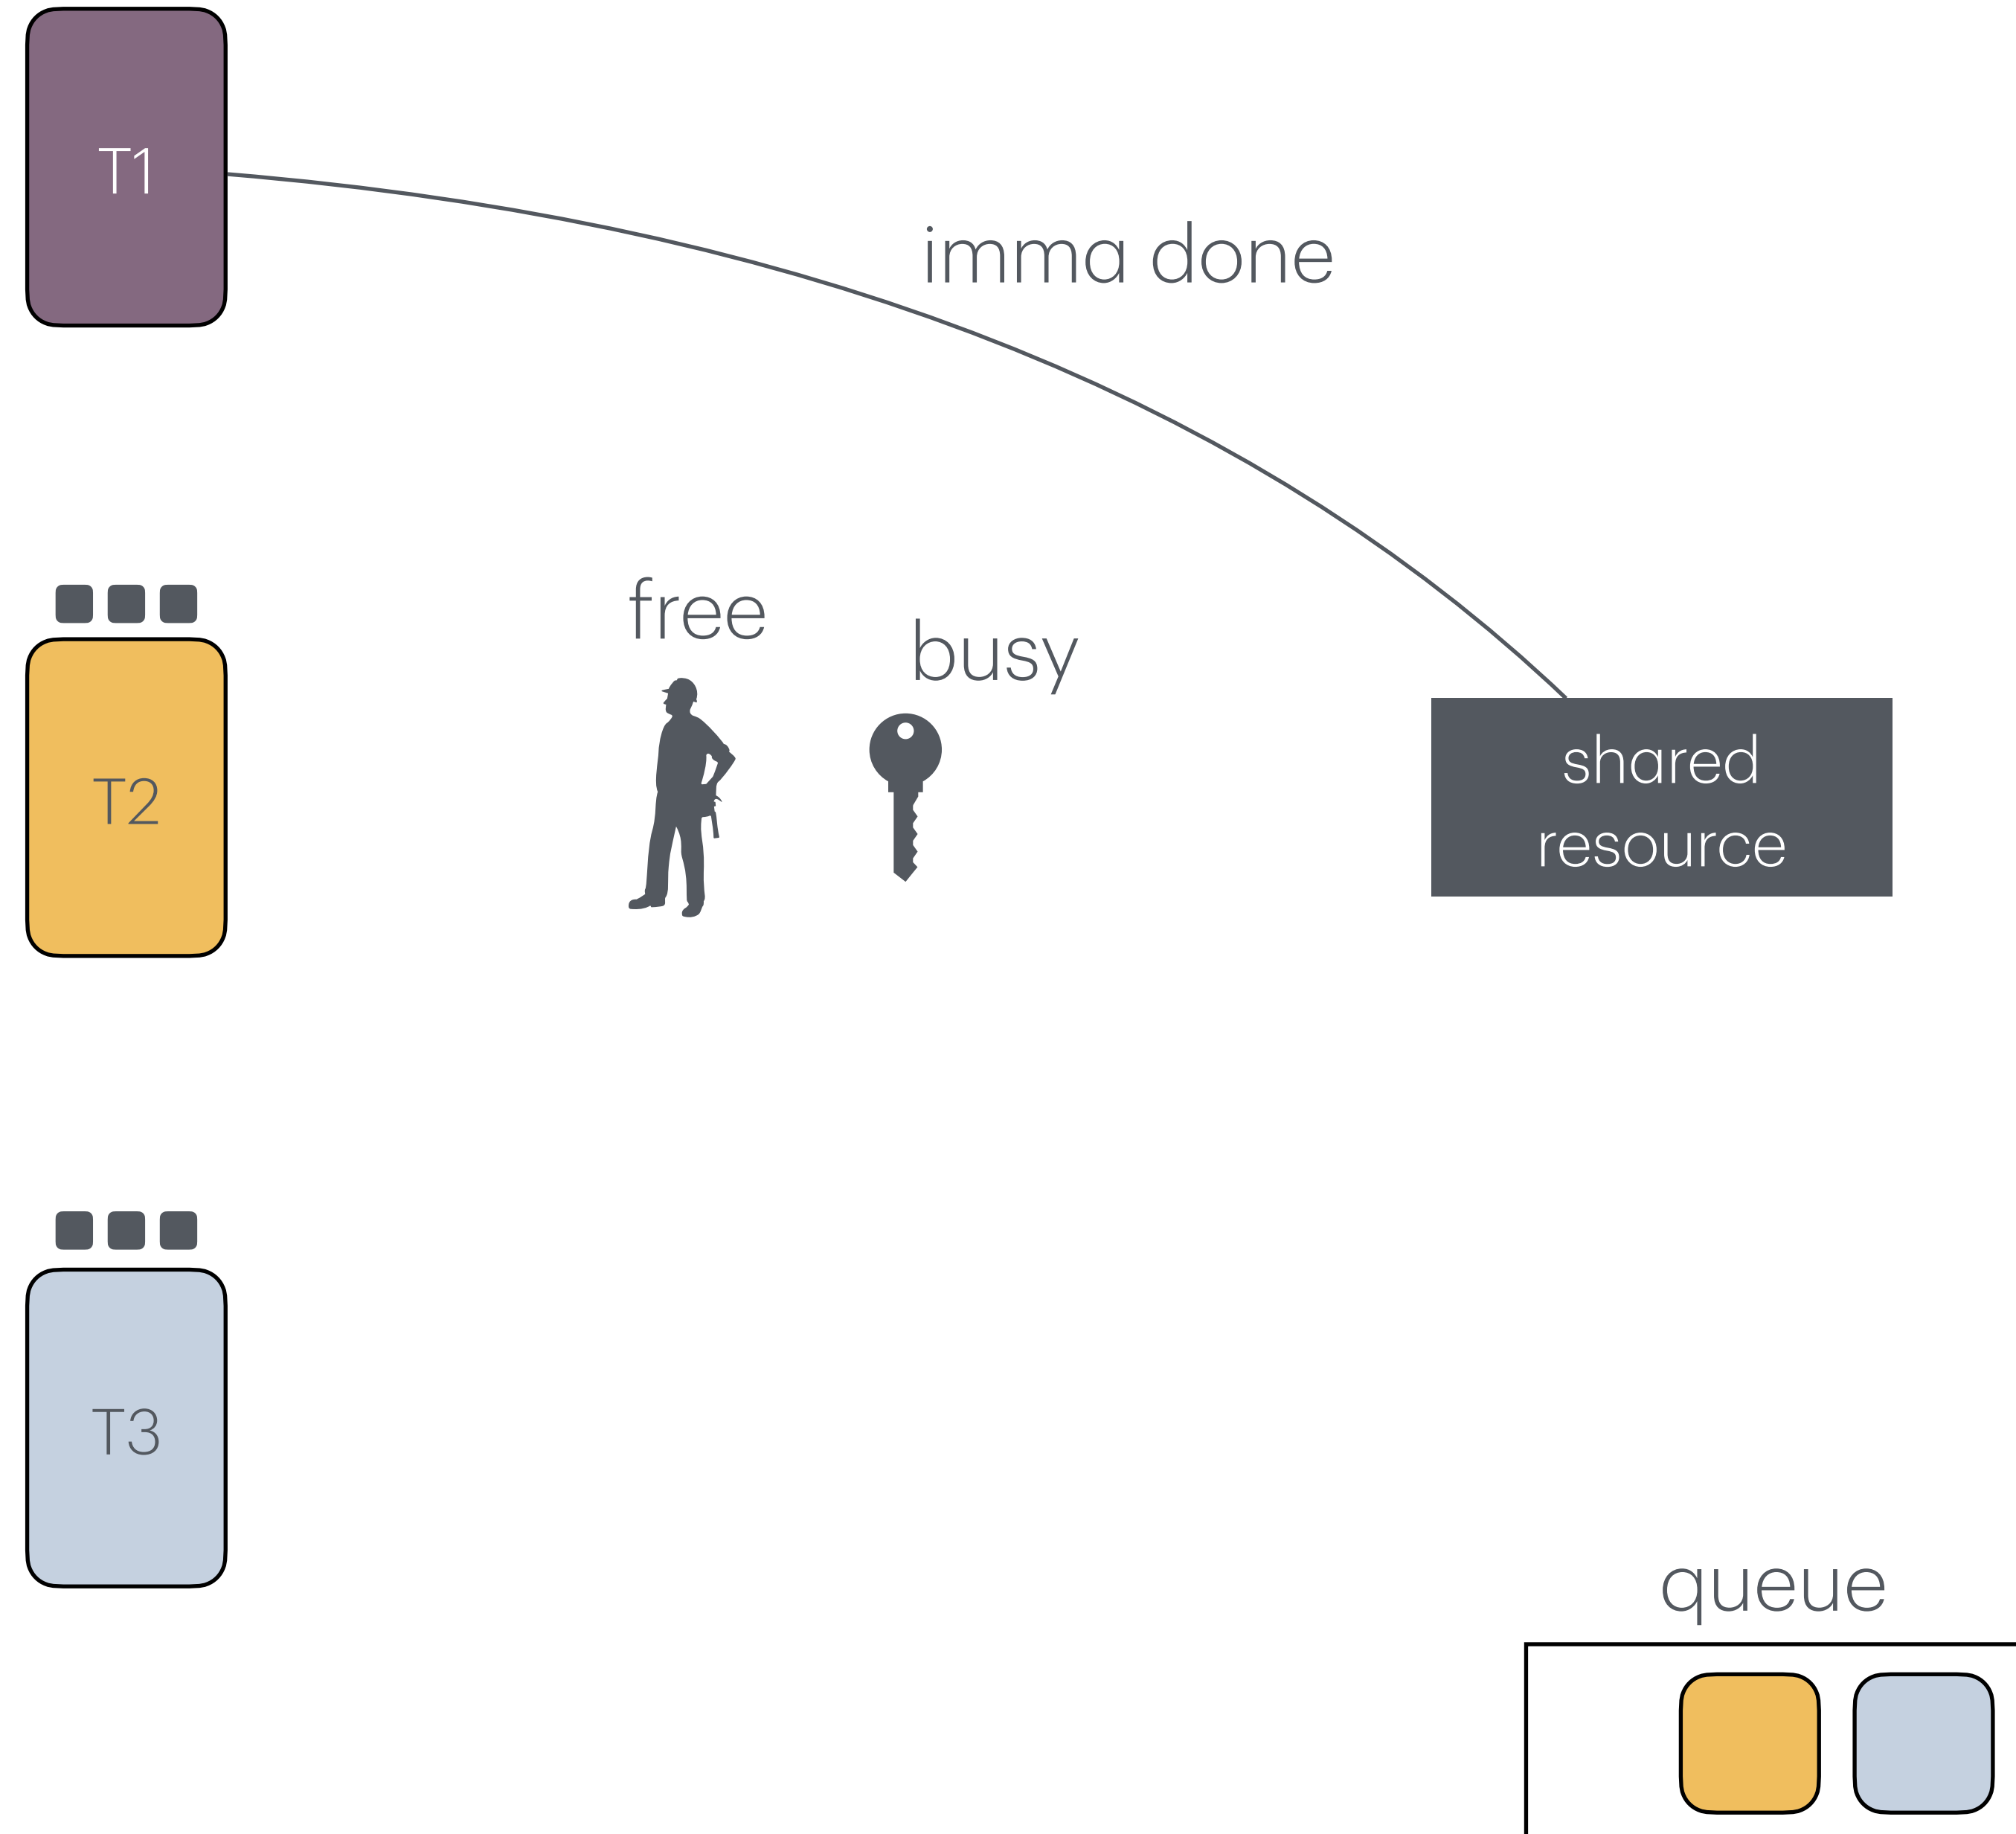 T1
imma done
free
busy
shared
resource
T2
T3
queue